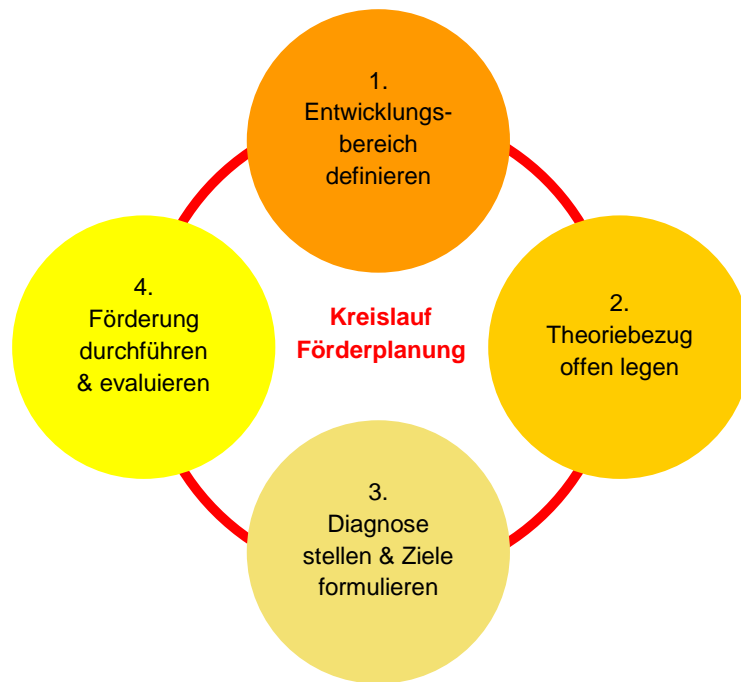 1.
Entwicklungs-
bereich
definieren
2.
Theoriebezug
offen legen
3.
Diagnose
stellen & Ziele
formulieren
4.
Förderung
durchführen
& evaluieren
Kreislauf
Förderplanung